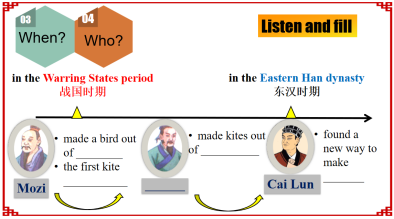 03
When?
04
Who?
Listen and fill
in the Warring States period
战国时期
in the Eastern Han dynasty
东汉时期
• made a bird out
of ________
• the first kite
___________
Mozi
______
• made kites out
of __________
Cai Lun
• found a
new way to
make
_______